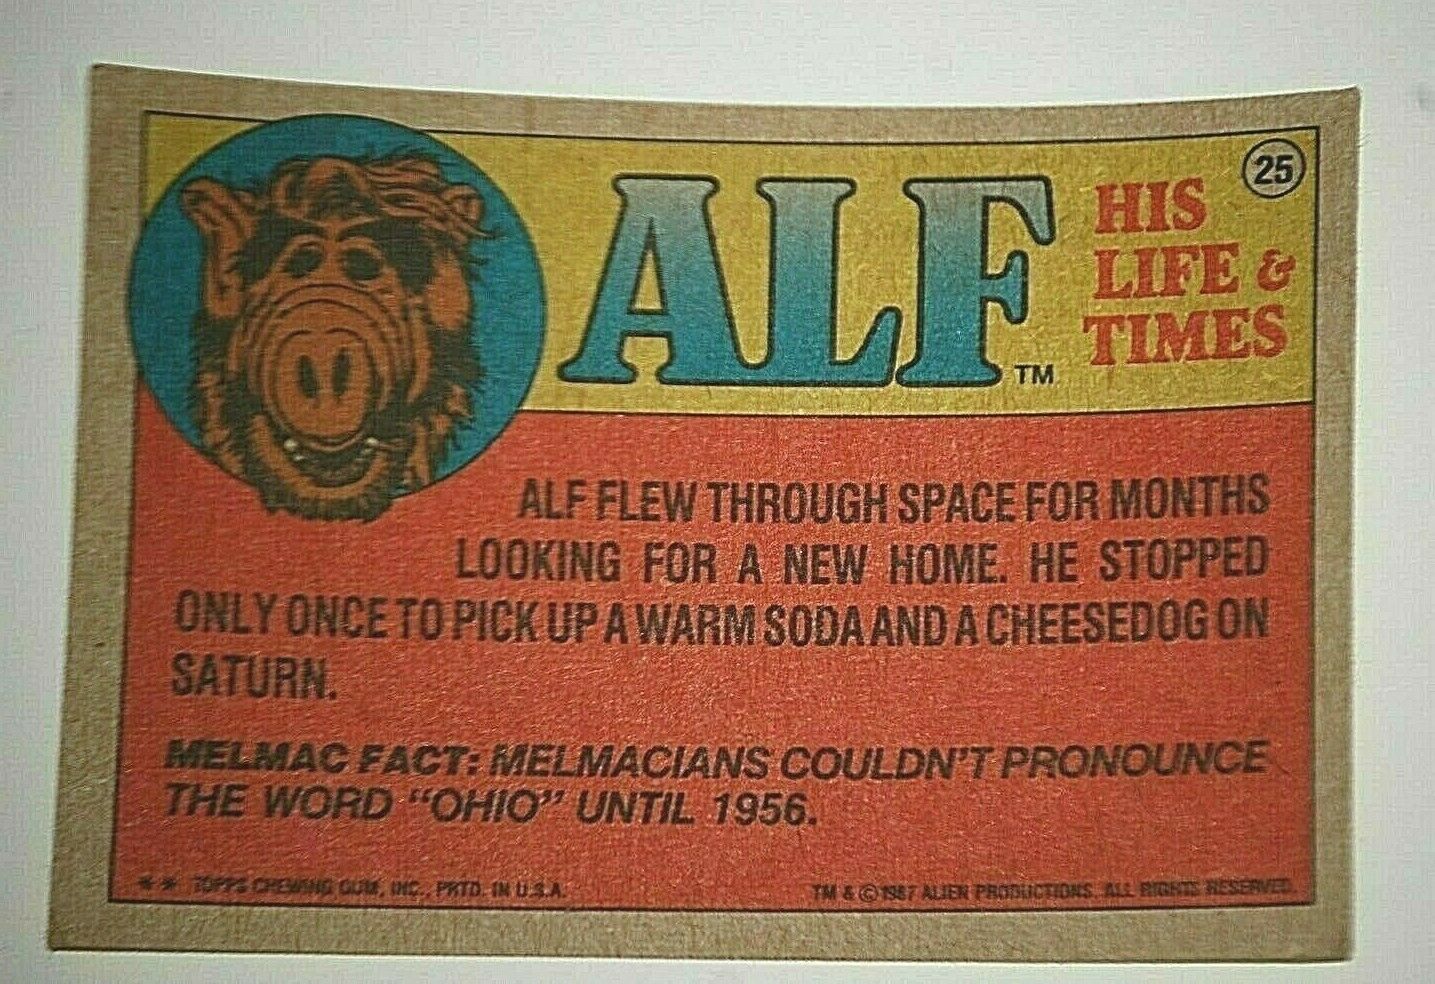 ALF™
HIS
LIFE &
TIMES
25
ALF FLEW THROUGH SPACE FOR MONTHS
LOOKING FOR A NEW HOME. HE STOPPED
ONLY ONCE TO PICK UP A WARM SODA AND A CHEESEDOG ON
SATURN.
MELMAC FACT: MELMACIANS COULDN'T PRONOUNCE
THE WORD "OHIO" UNTIL 1956.
** TOPPS CHEWING GUM, INC., PRTD. IN U.S.A.
TM & © 1987 ALIEN PRODUCTIONS. ALL RIGHTS RESERVED.